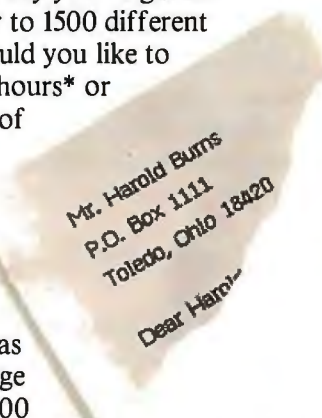 to 1500 different
uld you like to
hours* or
of
Mr. Harold Burns
P.O. Box 1111
Toledo, Ohio 18420
Dear
as
ge
00